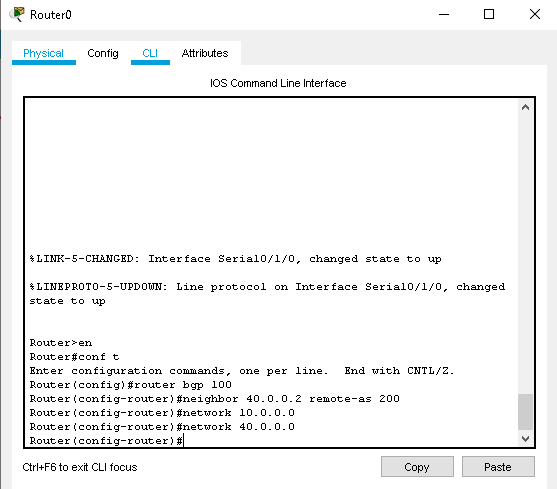 Router0
Physical Config CLI Attributes
IOS Command Line Interface
%LINK-5-CHANGED: Interface Serial0/1/0, changed state to up
%LINEPROTO-5-UPDOWN: Line protocol on Interface Serial0/1/0, changed
state to up
Router>en
Router#conf t
Enter configuration commands, one per line.  End with CNTL/Z.
Router(config)#router bgp 100
Router(config-router)#neighbor 40.0.0.2 remote-as 200
Router(config-router)#network 10.0.0.0
Router(config-router)#network 40.0.0.0
Router(config-router)#
Ctrl+F6 to exit CLI focus
Copy Paste